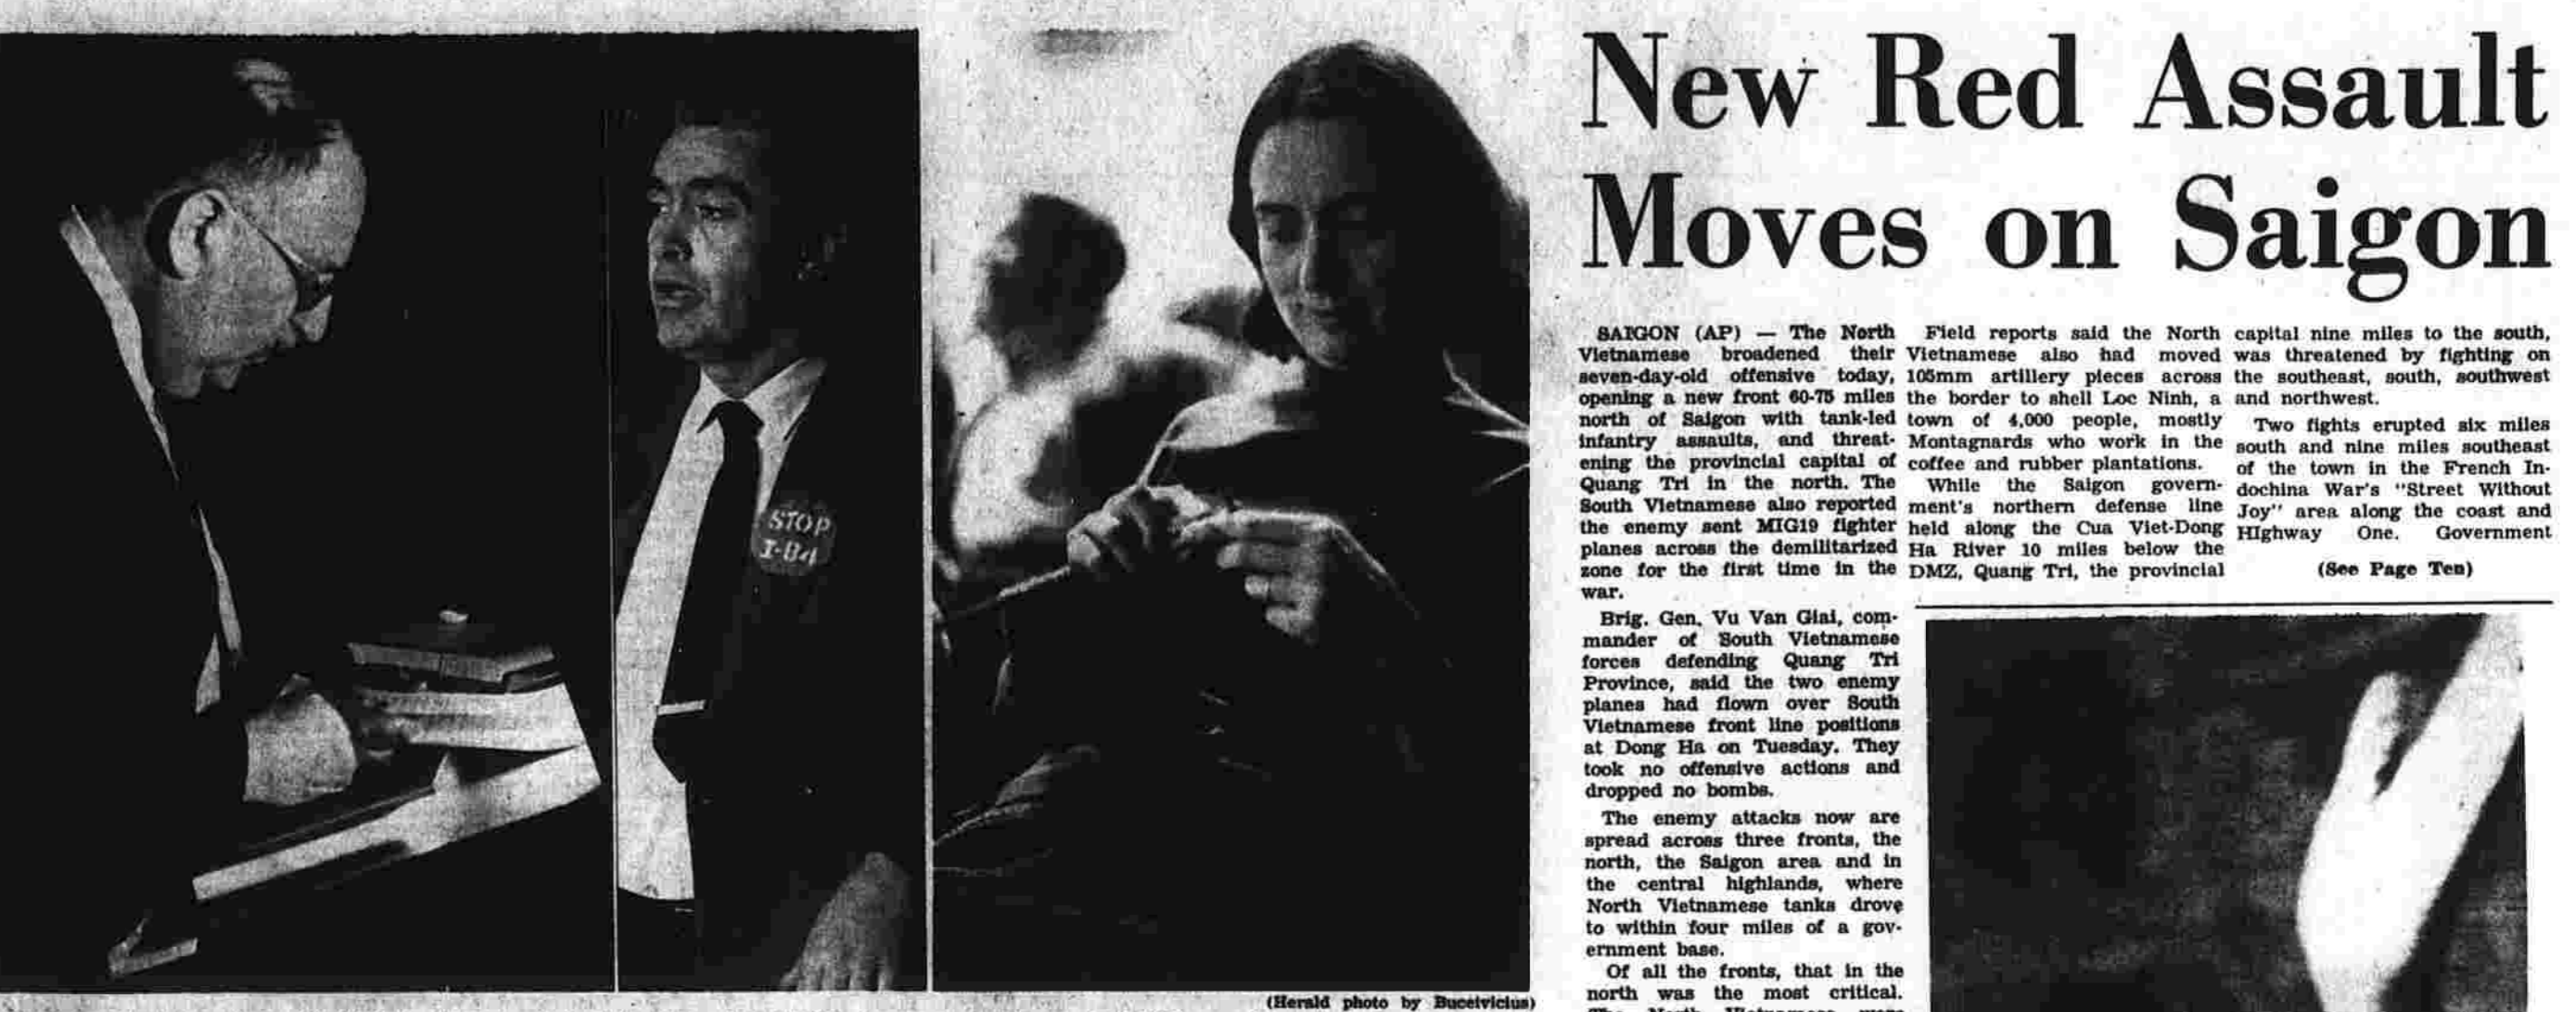 STOP
I-84
(Herald photo by Buceivicius)
New Red Assault
Moves on Saigon
SAIGON (AP) — The North
Vietnamese broadened their
seven-day-old offensive today,
opening a new front 60-75 miles
north of Saigon with tank-led
infantry assaults, and threat-
ening the provincial capital of
Quang Tri in the north. The
South Vietnamese also reported
the enemy sent MIG19 fighter
planes across the demilitarized
zone for the first time in the
war.
Brig. Gen. Vu Van Giai, com-
mander of South Vietnamese
forces defending Quang Tri
Province, said the two enemy
planes had flown over South
Vietnamese front line positions
at Dong Ha on Tuesday. They
took no offensive actions and
dropped no bombs.
The enemy attacks now are
spread across three fronts, the
north, the Saigon area and in
the central highlands, where
North Vietnamese tanks drove
to within four miles of a gov-
ernment base.
Of all the fronts, that in the
north was the most critical.
Field reports said the North
Vietnamese also had moved
105mm artillery pieces across
the border to shell Loc Ninh, a
town of 4,000 people, mostly
Montagnards who work in the
coffee and rubber plantations.
While the Saigon govern-
ment's northern defense line
held along the Cua Viet-Dong
Ha River 10 miles below the
DMZ, Quang Tri, the provincial
capital nine miles to the south,
was threatened by fighting on
the southeast, south, southwest
and northwest.
Two fights erupted six miles
south and nine miles southeast
of the town in the French In-
dochina War's "Street Without
Joy" area along the coast and
HIghway One. Government
(See Page Ten)